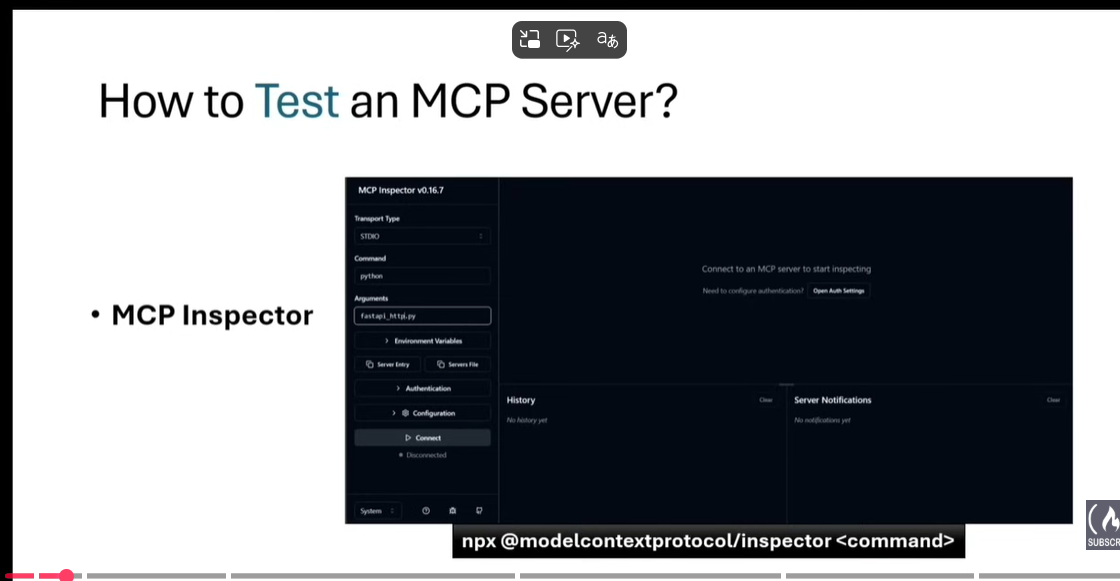 aあ
How to Test an MCP Server?
• MCP Inspector
MCP Inspector v0.16.7
Transport Type
STDIO
Command
python
Arguments
fastapi_http.py
Environment Variables
Server Entry
Servers File
Authentication
Configuration
Connect
Disconnected
System
Connect to an MCP server to start inspecting
Need to configure authentication? Open Auth Settings
History
Clear
No history yet
Server Notifications
Clear
No notifications yet
npx @modelcontextprotocol/inspector <command>
SUBSCR